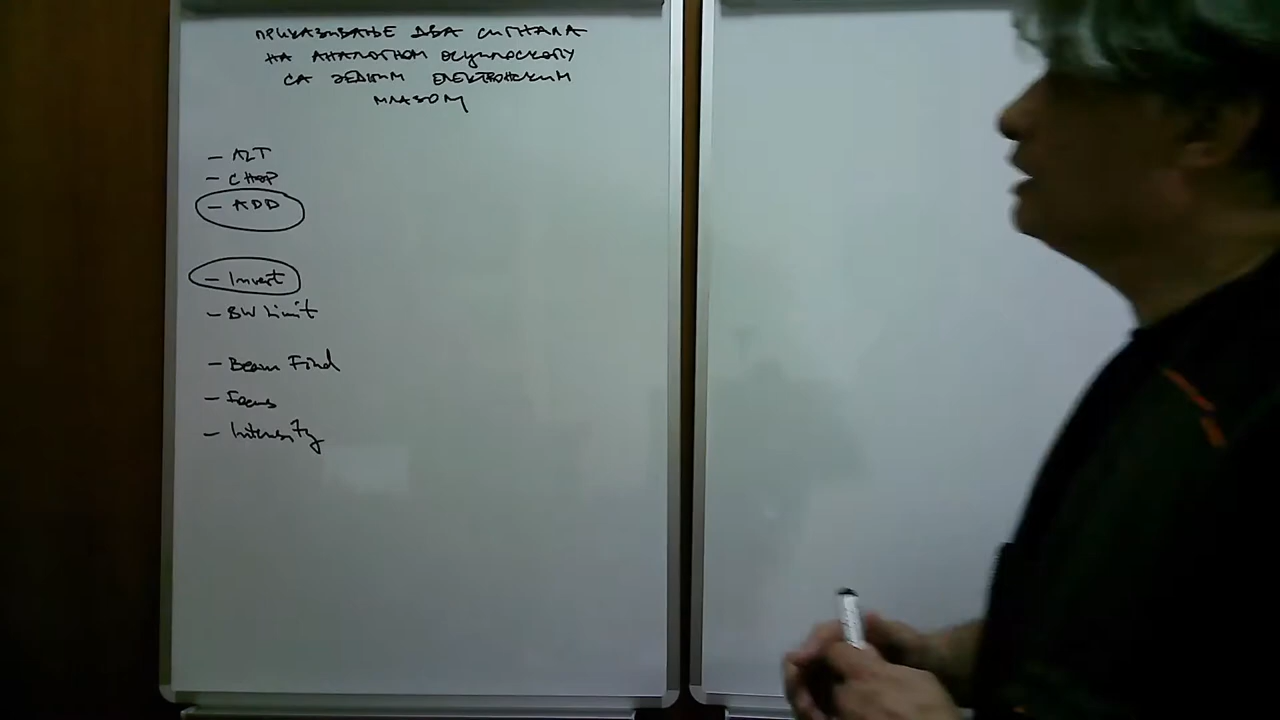 ПРИКАЗИВАЊЕ ДВА СИГНАЛА
НА АНАЛОГНОМ ОСЦИЛОСКОПУ
СА ЈЕДНИМ ЕЛЕКТРОНСКИМ
МЛАЗОМ
- ALT
- CHOP
- ADD
- Invert
- BW Limit
- Beam Find
- Focus
- Intensity